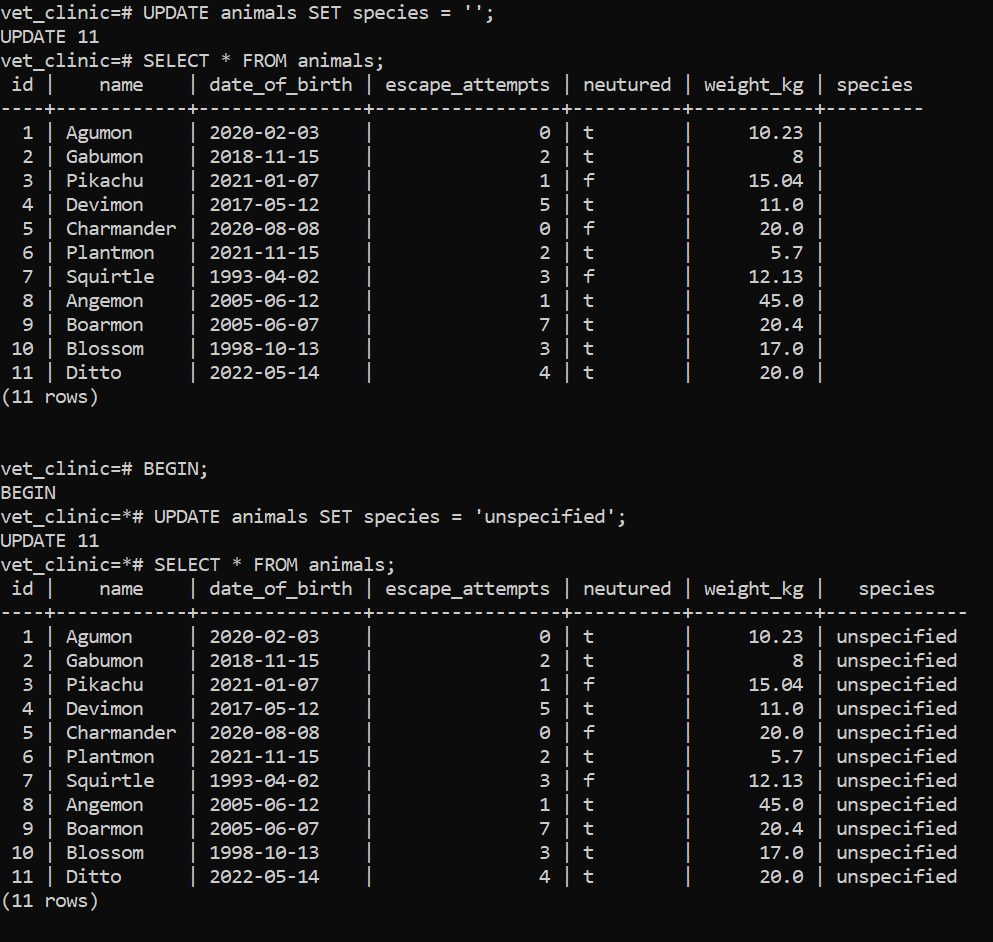 vet_clinic=# UPDATE animals SET species = '';
UPDATE 11
vet_clinic=# SELECT * FROM animals;
 id |    name    | date_of_birth | escape_attempts | neutured | weight_kg | species
----+------------+---------------+-----------------+----------+-----------+---------
  1 | Agumon     | 2020-02-03    |               0 | t        |     10.23 |
  2 | Gabumon    | 2018-11-15    |               2 | t        |         8 |
  3 | Pikachu    | 2021-01-07    |               1 | f        |     15.04 |
  4 | Devimon    | 2017-05-12    |               5 | t        |      11.0 |
  5 | Charmander | 2020-08-08    |               0 | f        |      20.0 |
  6 | Plantmon   | 2021-11-15    |               2 | t        |       5.7 |
  7 | Squirtle   | 1993-04-02    |               3 | f        |     12.13 |
  8 | Angemon    | 2005-06-12    |               1 | t        |      45.0 |
  9 | Boarmon    | 2005-06-07    |               7 | t        |      20.4 |
 10 | Blossom    | 1998-10-13    |               3 | t        |      17.0 |
 11 | Ditto      | 2022-05-14    |               4 | t        |      20.0 |
(11 rows)
vet_clinic=# BEGIN;
BEGIN
vet_clinic=*# UPDATE animals SET species = 'unspecified';
UPDATE 11
vet_clinic=*# SELECT * FROM animals;
 id |    name    | date_of_birth | escape_attempts | neutured | weight_kg |   species
----+------------+---------------+-----------------+----------+-----------+-------------
  1 | Agumon     | 2020-02-03    |               0 | t        |     10.23 | unspecified
  2 | Gabumon    | 2018-11-15    |               2 | t        |         8 | unspecified
  3 | Pikachu    | 2021-01-07    |               1 | f        |     15.04 | unspecified
  4 | Devimon    | 2017-05-12    |               5 | t        |      11.0 | unspecified
  5 | Charmander | 2020-08-08    |               0 | f        |      20.0 | unspecified
  6 | Plantmon   | 2021-11-15    |               2 | t        |       5.7 | unspecified
  7 | Squirtle   | 1993-04-02    |               3 | f        |     12.13 | unspecified
  8 | Angemon    | 2005-06-12    |               1 | t        |      45.0 | unspecified
  9 | Boarmon    | 2005-06-07    |               7 | t        |      20.4 | unspecified
 10 | Blossom    | 1998-10-13    |               3 | t        |      17.0 | unspecified
 11 | Ditto      | 2022-05-14    |               4 | t        |      20.0 | unspecified
(11 rows)